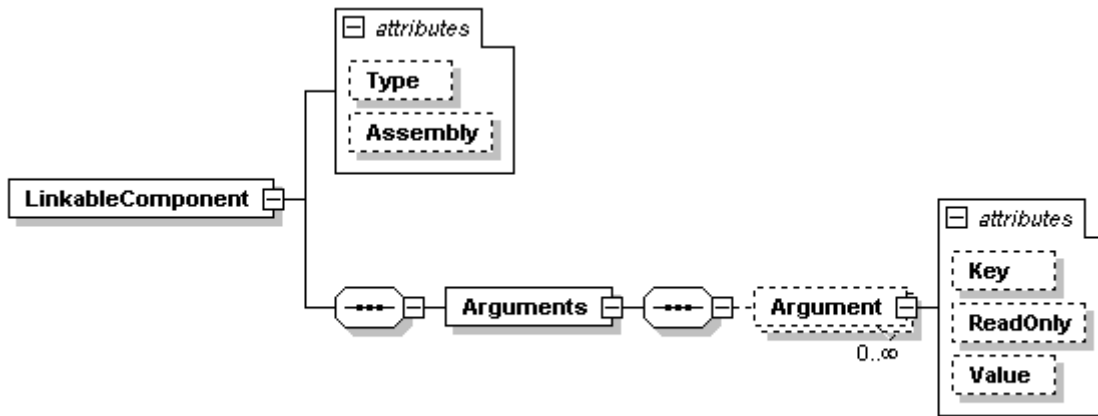 attributes
Type
Assembly
LinkableComponent
attributes
Key
Arguments
Argument
ReadOnly
0..∞
Value